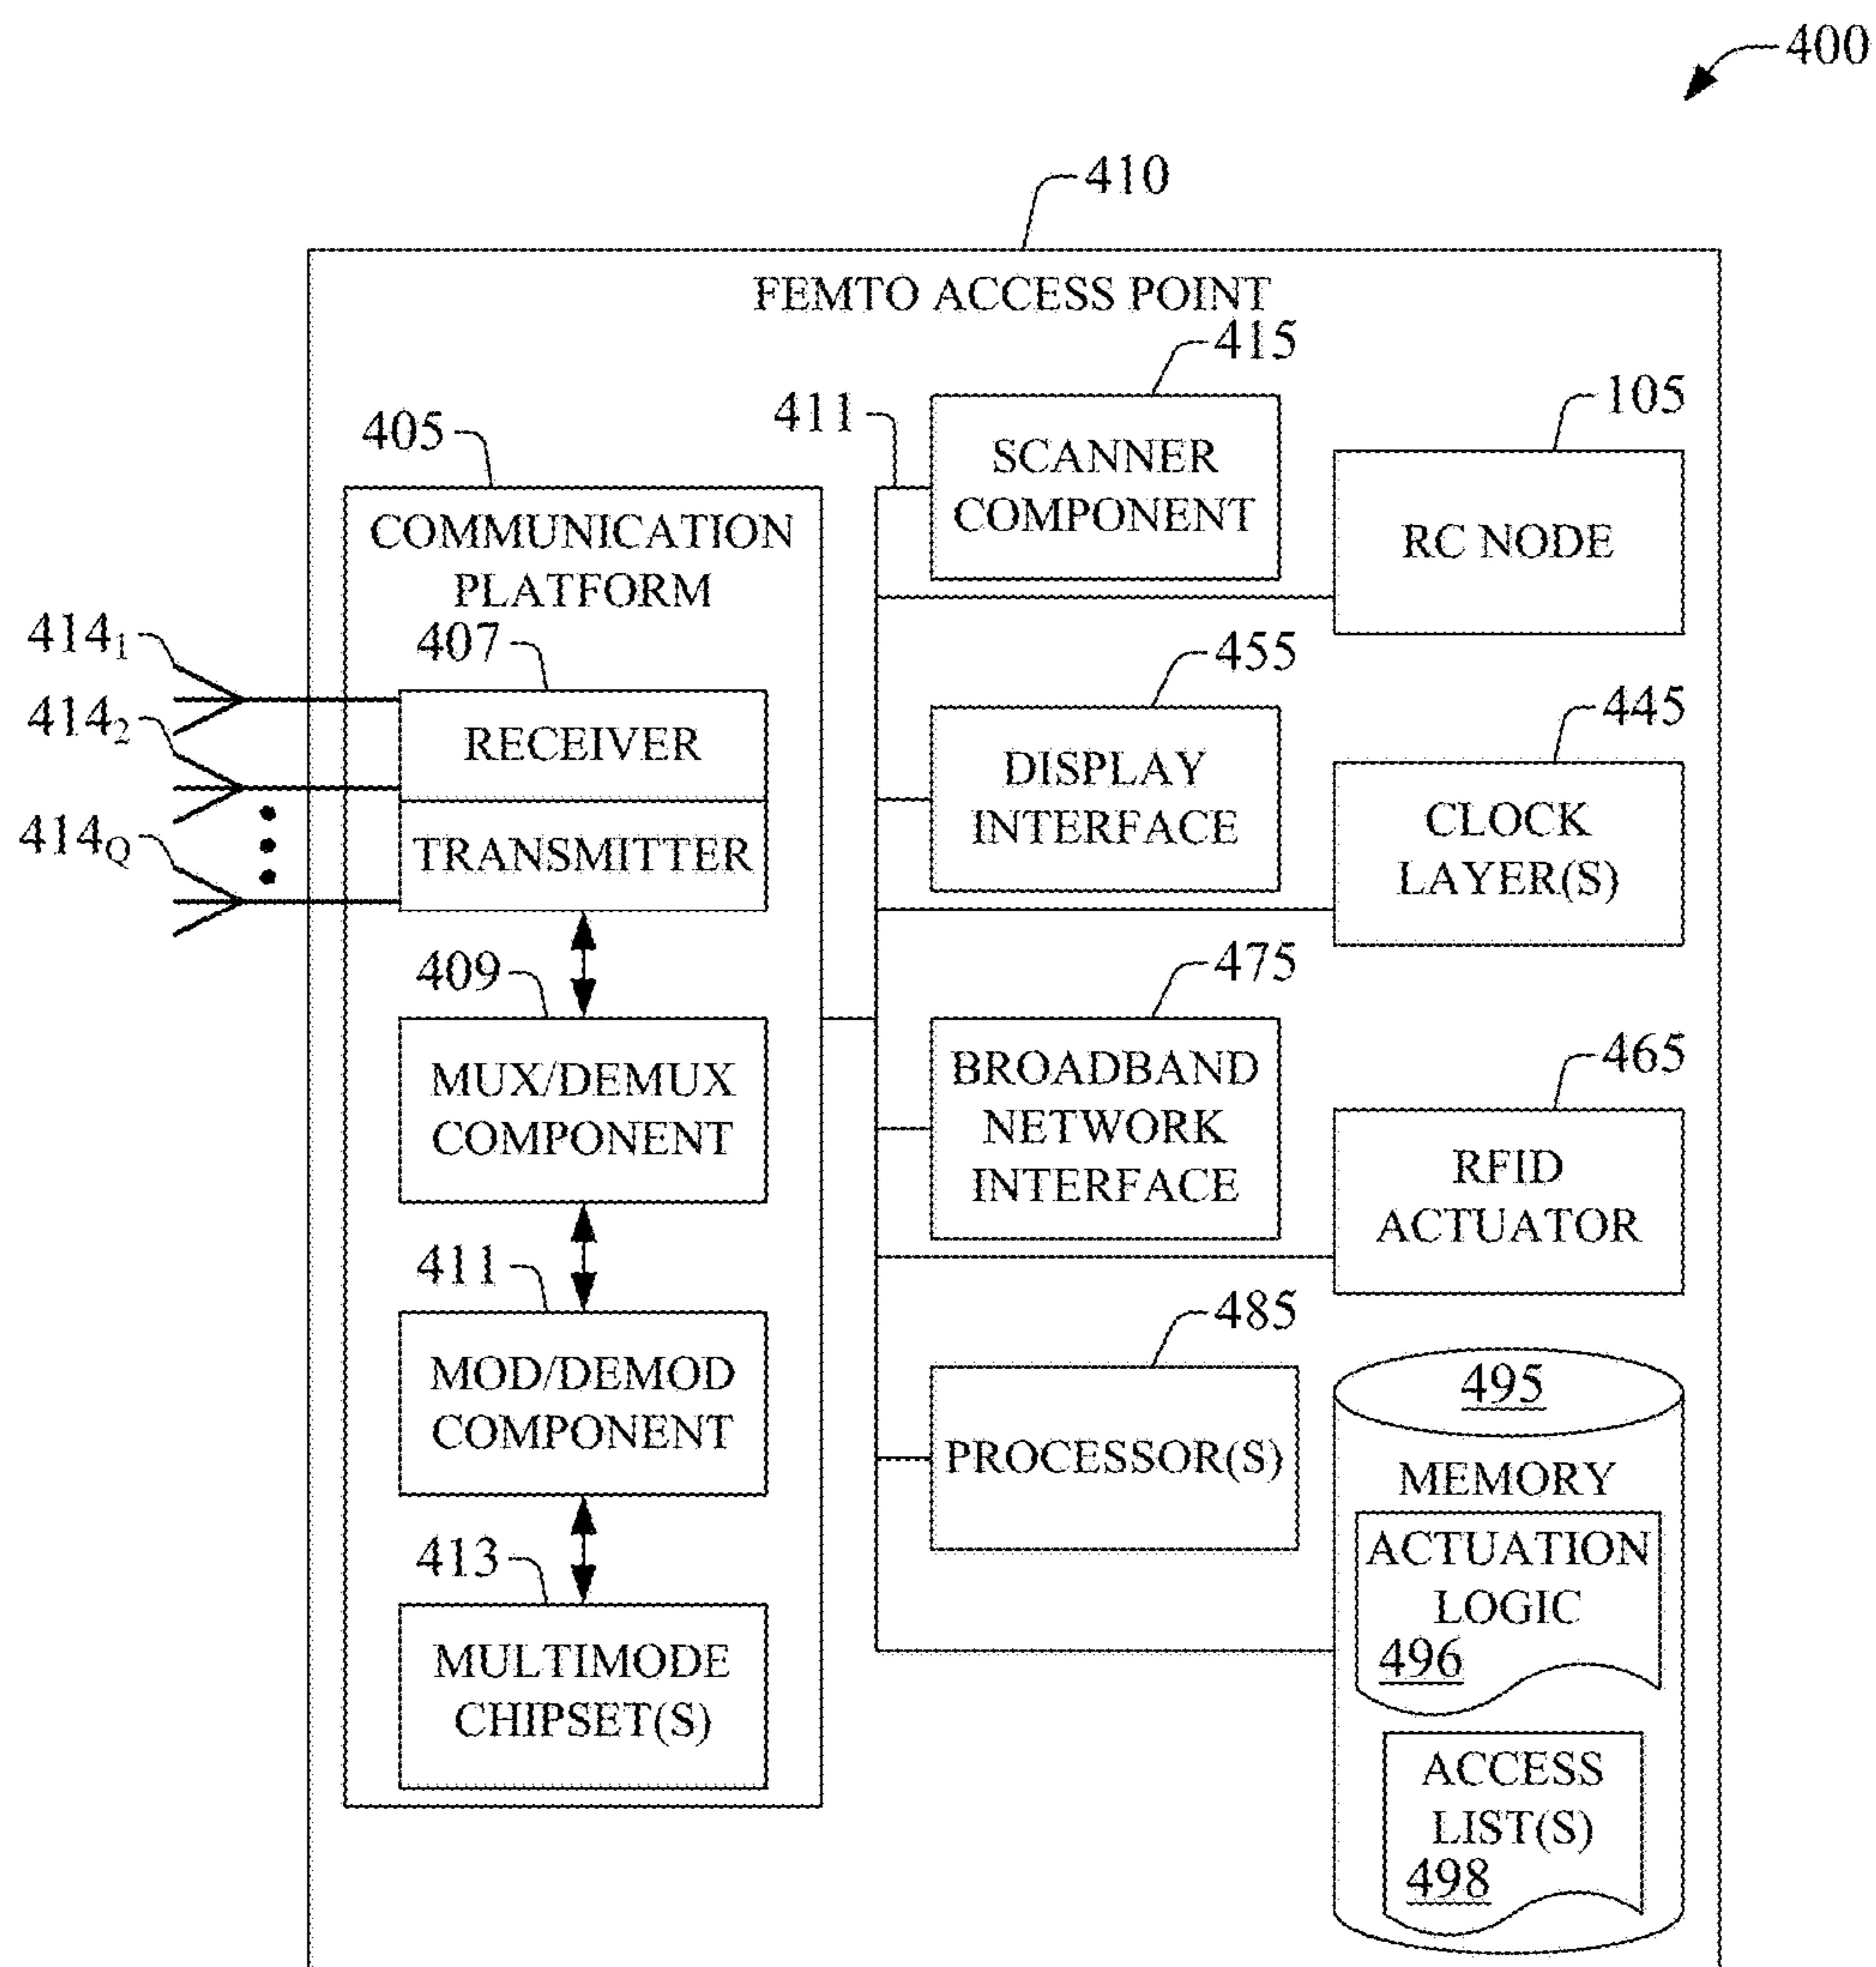 400
410
FEMTO ACCESS POINT
415
411
105
405
SCANNER
COMPONENT
RC NODE
COMMUNICATION
PLATFORM
414₁
407
455
414₂
RECEIVER
445
DISPLAY
INTERFACE
414Q
TRANSMITTER
CLOCK
LAYER(S)
409
475
MUX/DEMUX
COMPONENT
BROADBAND
NETWORK
INTERFACE
465
RFID
ACTUATOR
411
485
MOD/DEMOD
COMPONENT
PROCESSOR(S)
495
MEMORY
413
ACTUATION
LOGIC
496
MULTIMODE
CHIPSET(S)
ACCESS
LIST(S)
498